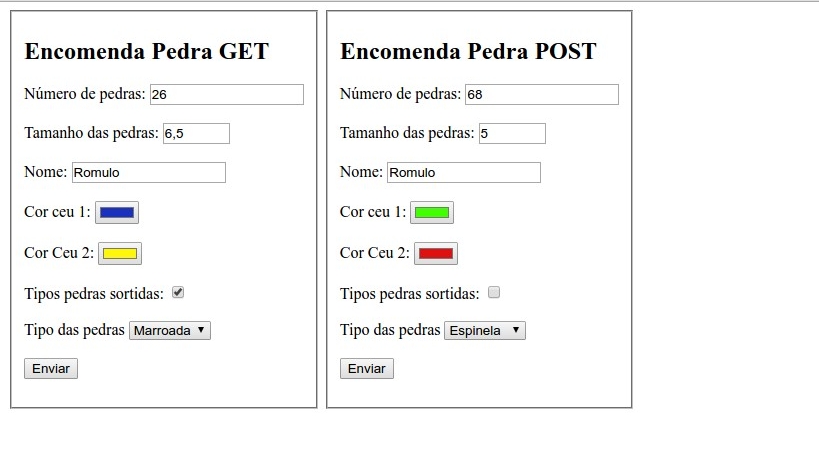 Encomenda Pedra GET
Número de pedras: 26
Tamanho das pedras: 6,5
Nome: Romulo
Cor ceu 1:
Cor Ceu 2:
Tipos pedras sortidas:
Tipo das pedras Marroada
Enviar
Encomenda Pedra POST
Número de pedras: 68
Tamanho das pedras: 5
Nome: Romulo
Cor ceu 1:
Cor Ceu 2:
Tipos pedras sortidas:
Tipo das pedras Espinela
Enviar